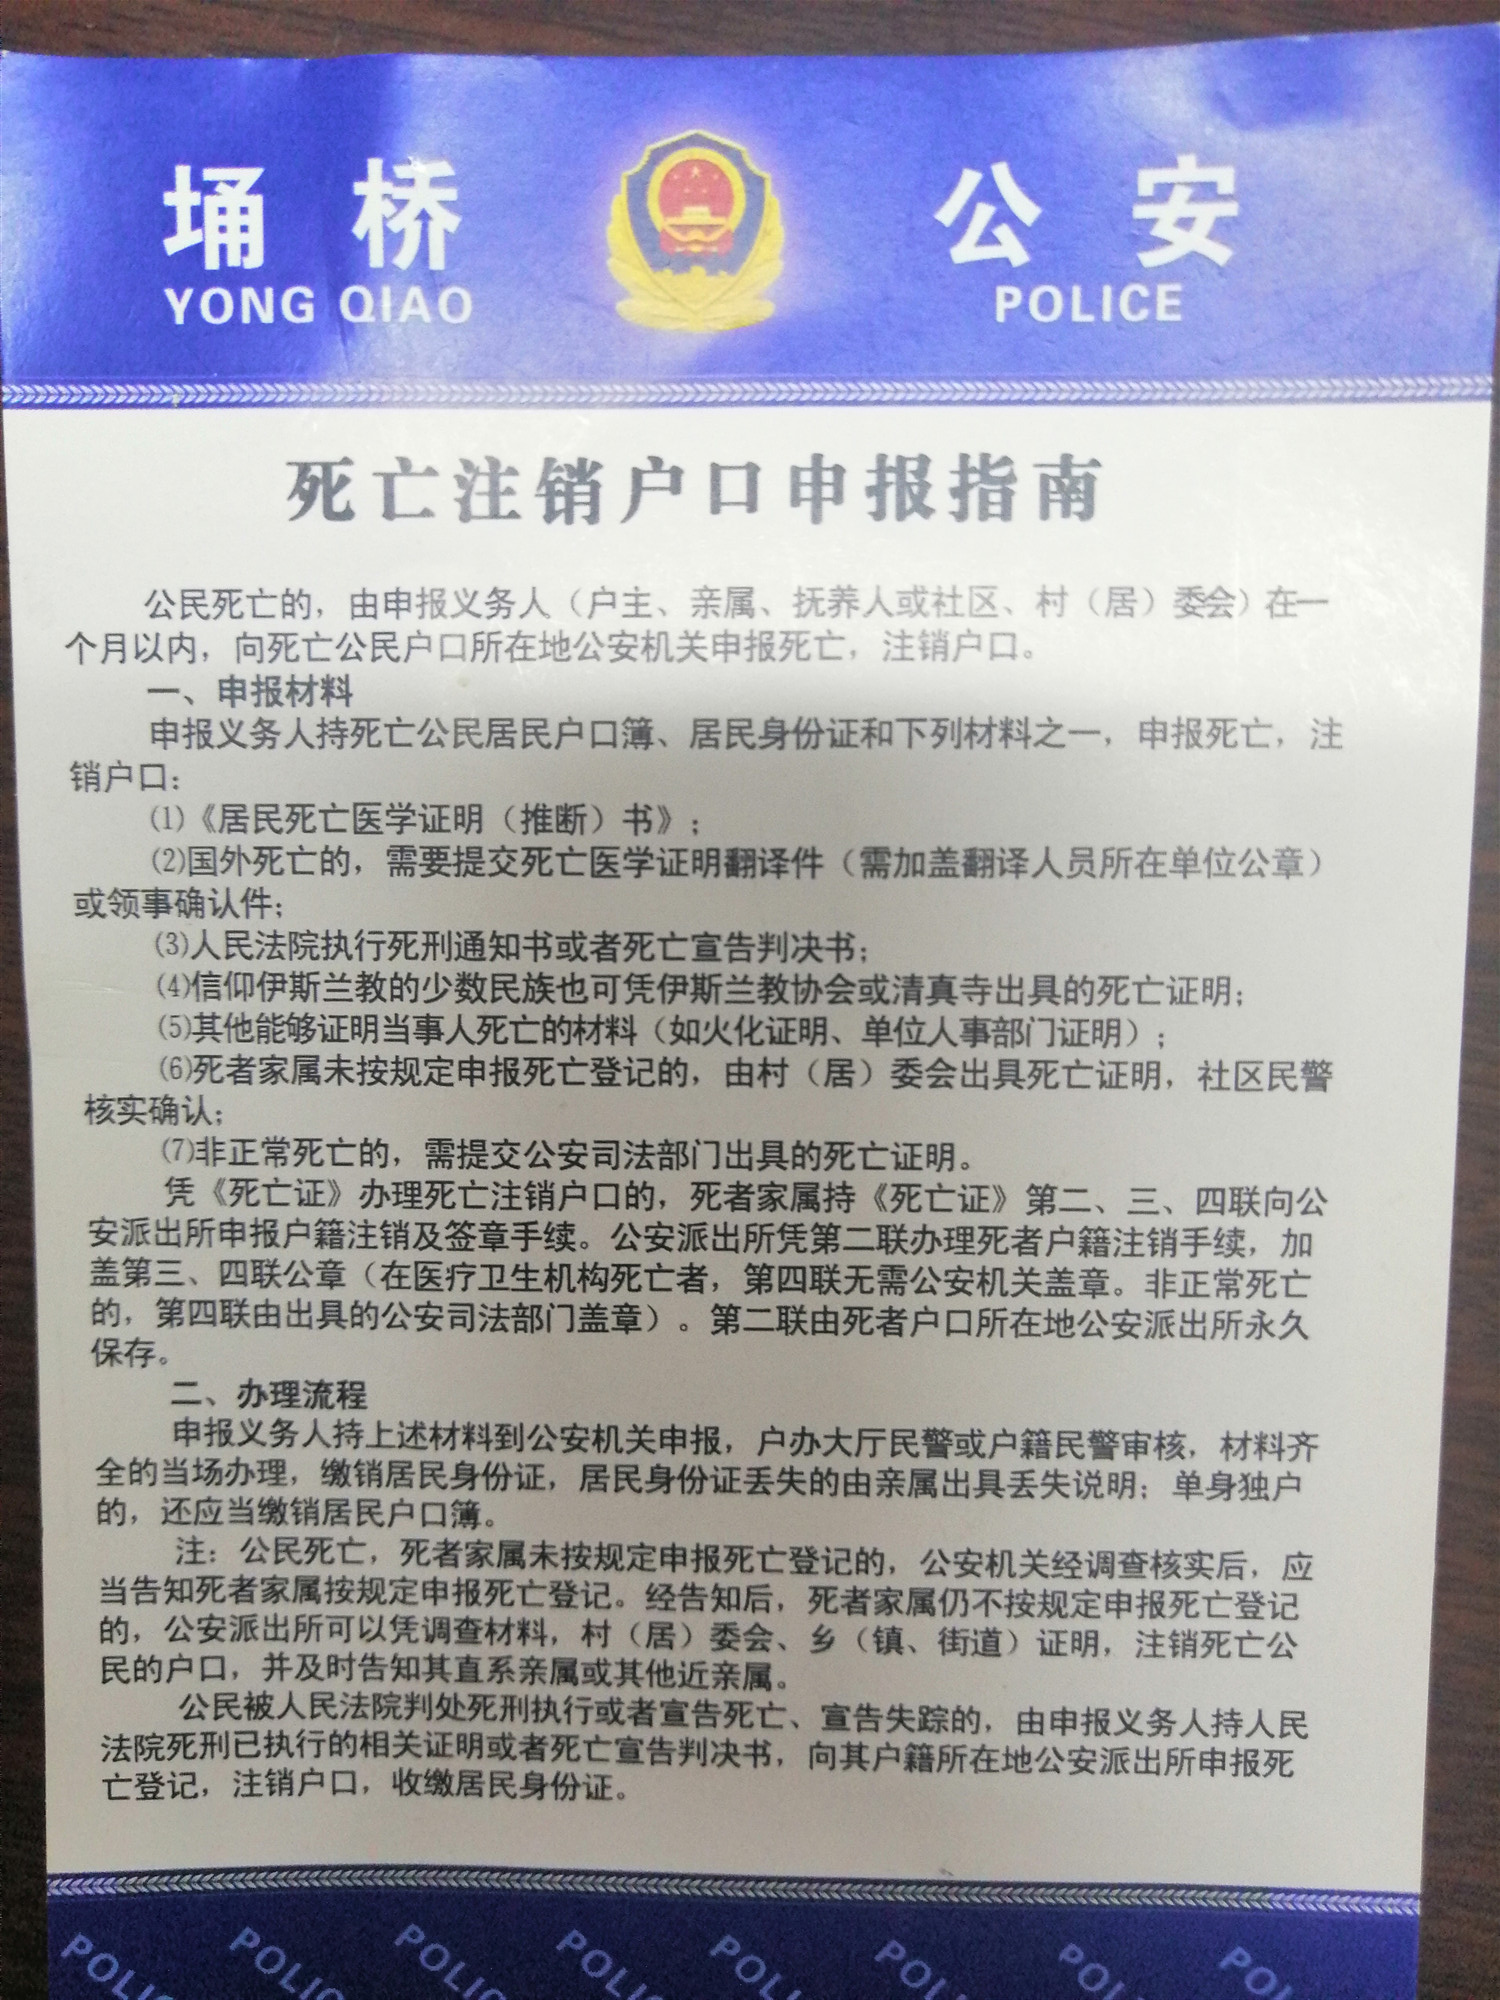 埇桥 公安
YONG QIAO POLICE
死亡注销户口申报指南
公民死亡的，由申报义务人（户主、亲属、抚养人或社区、村（居）委会）在一
个月以内，向死亡公民户口所在地公安机关申报死亡，注销户口。
一、申报材料
申报义务人持死亡公民居民户口簿、居民身份证和下列材料之一，申报死亡，注
销户口：
⑴《居民死亡医学证明（推断）书》；
⑵国外死亡的，需要提交死亡医学证明翻译件（需加盖翻译人员所在单位公章）
或领事确认件；
⑶人民法院执行死刑通知书或者死亡宣告判决书；
⑷信仰伊斯兰教的少数民族也可凭伊斯兰教协会或清真寺出具的死亡证明；
⑸其他能够证明当事人死亡的材料（如火化证明、单位人事部门证明）；
⑹死者家属未按规定申报死亡登记的，由村（居）委会出具死亡证明，社区民警
核实确认；
⑺非正常死亡的，需提交公安司法部门出具的死亡证明。
凭《死亡证》办理死亡注销户口的，死者家属持《死亡证》第二、三、四联向公
安派出所申报户籍注销及签章手续。公安派出所凭第二联办理死者户籍注销手续，加
盖第三、四联公章（在医疗卫生机构死亡者，第四联无需公安机关盖章。非正常死亡
的，第四联由出具的公安司法部门盖章）。第二联由死者户口所在地公安派出所永久
保存。
二、办理流程
申报义务人持上述材料到公安机关申报，户办大厅民警或户籍民警审核，材料齐
全的当场办理，缴销居民身份证，居民身份证丢失的由亲属出具丢失说明；单身独户
的，还应当缴销居民户口簿。
注：公民死亡，死者家属未按规定申报死亡登记的，公安机关经调查核实后，应
当告知死者家属按规定申报死亡登记。经告知后，死者家属仍不按规定申报死亡登记
的，公安派出所可以凭调查材料，村（居）委会、乡（镇、街道）证明，注销死亡公
民的户口，并及时告知其直系亲属或其他近亲属。
公民被人民法院判处死刑执行或者宣告死亡、宣告失踪的，由申报义务人持人民
法院死刑已执行的相关证明或者死亡宣告判决书，向其户籍所在地公安派出所申报死
亡登记，注销户口，收缴居民身份证。
POLIC POLIC POLIC POLIC POLIC POLIC POLI POLI